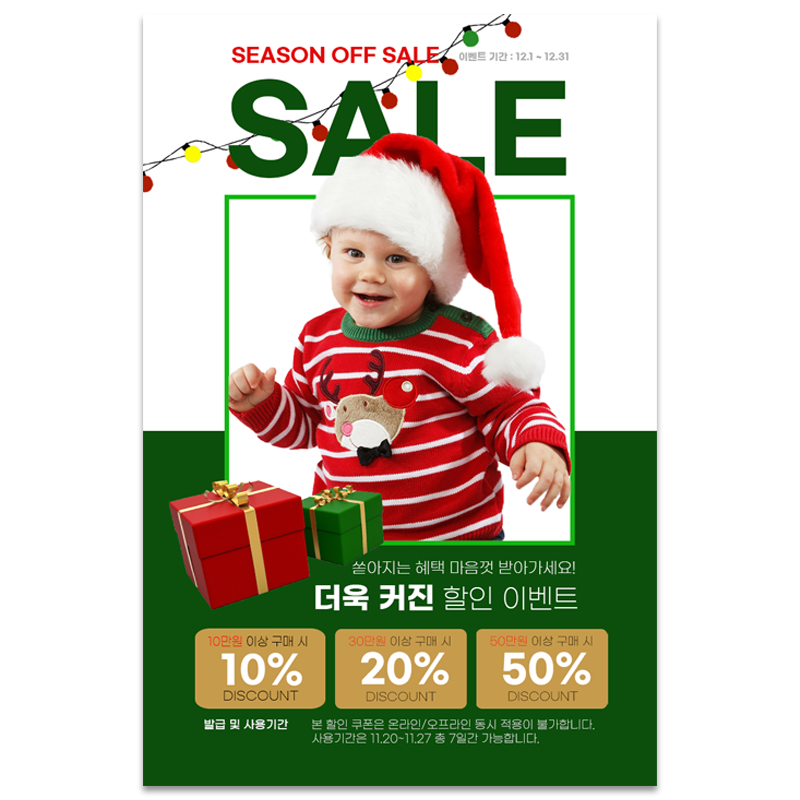 SEASON OFF SALE
이벤트 기간 : 12.1 ~ 12.31
SALE
쏟아지는 혜택 마음껏 받아가세요!
더욱 커진 할인 이벤트
10만원 이상 구매 시
10%
DISCOUNT
30만원 이상 구매 시
20%
DISCOUNT
50만원 이상 구매 시
50%
DISCOUNT
발급 및 사용기간
본 할인 쿠폰은 온라인/오프라인 동시 적용이 불가합니다.
사용기간은 11.20~11.27 총 7일간 가능합니다.